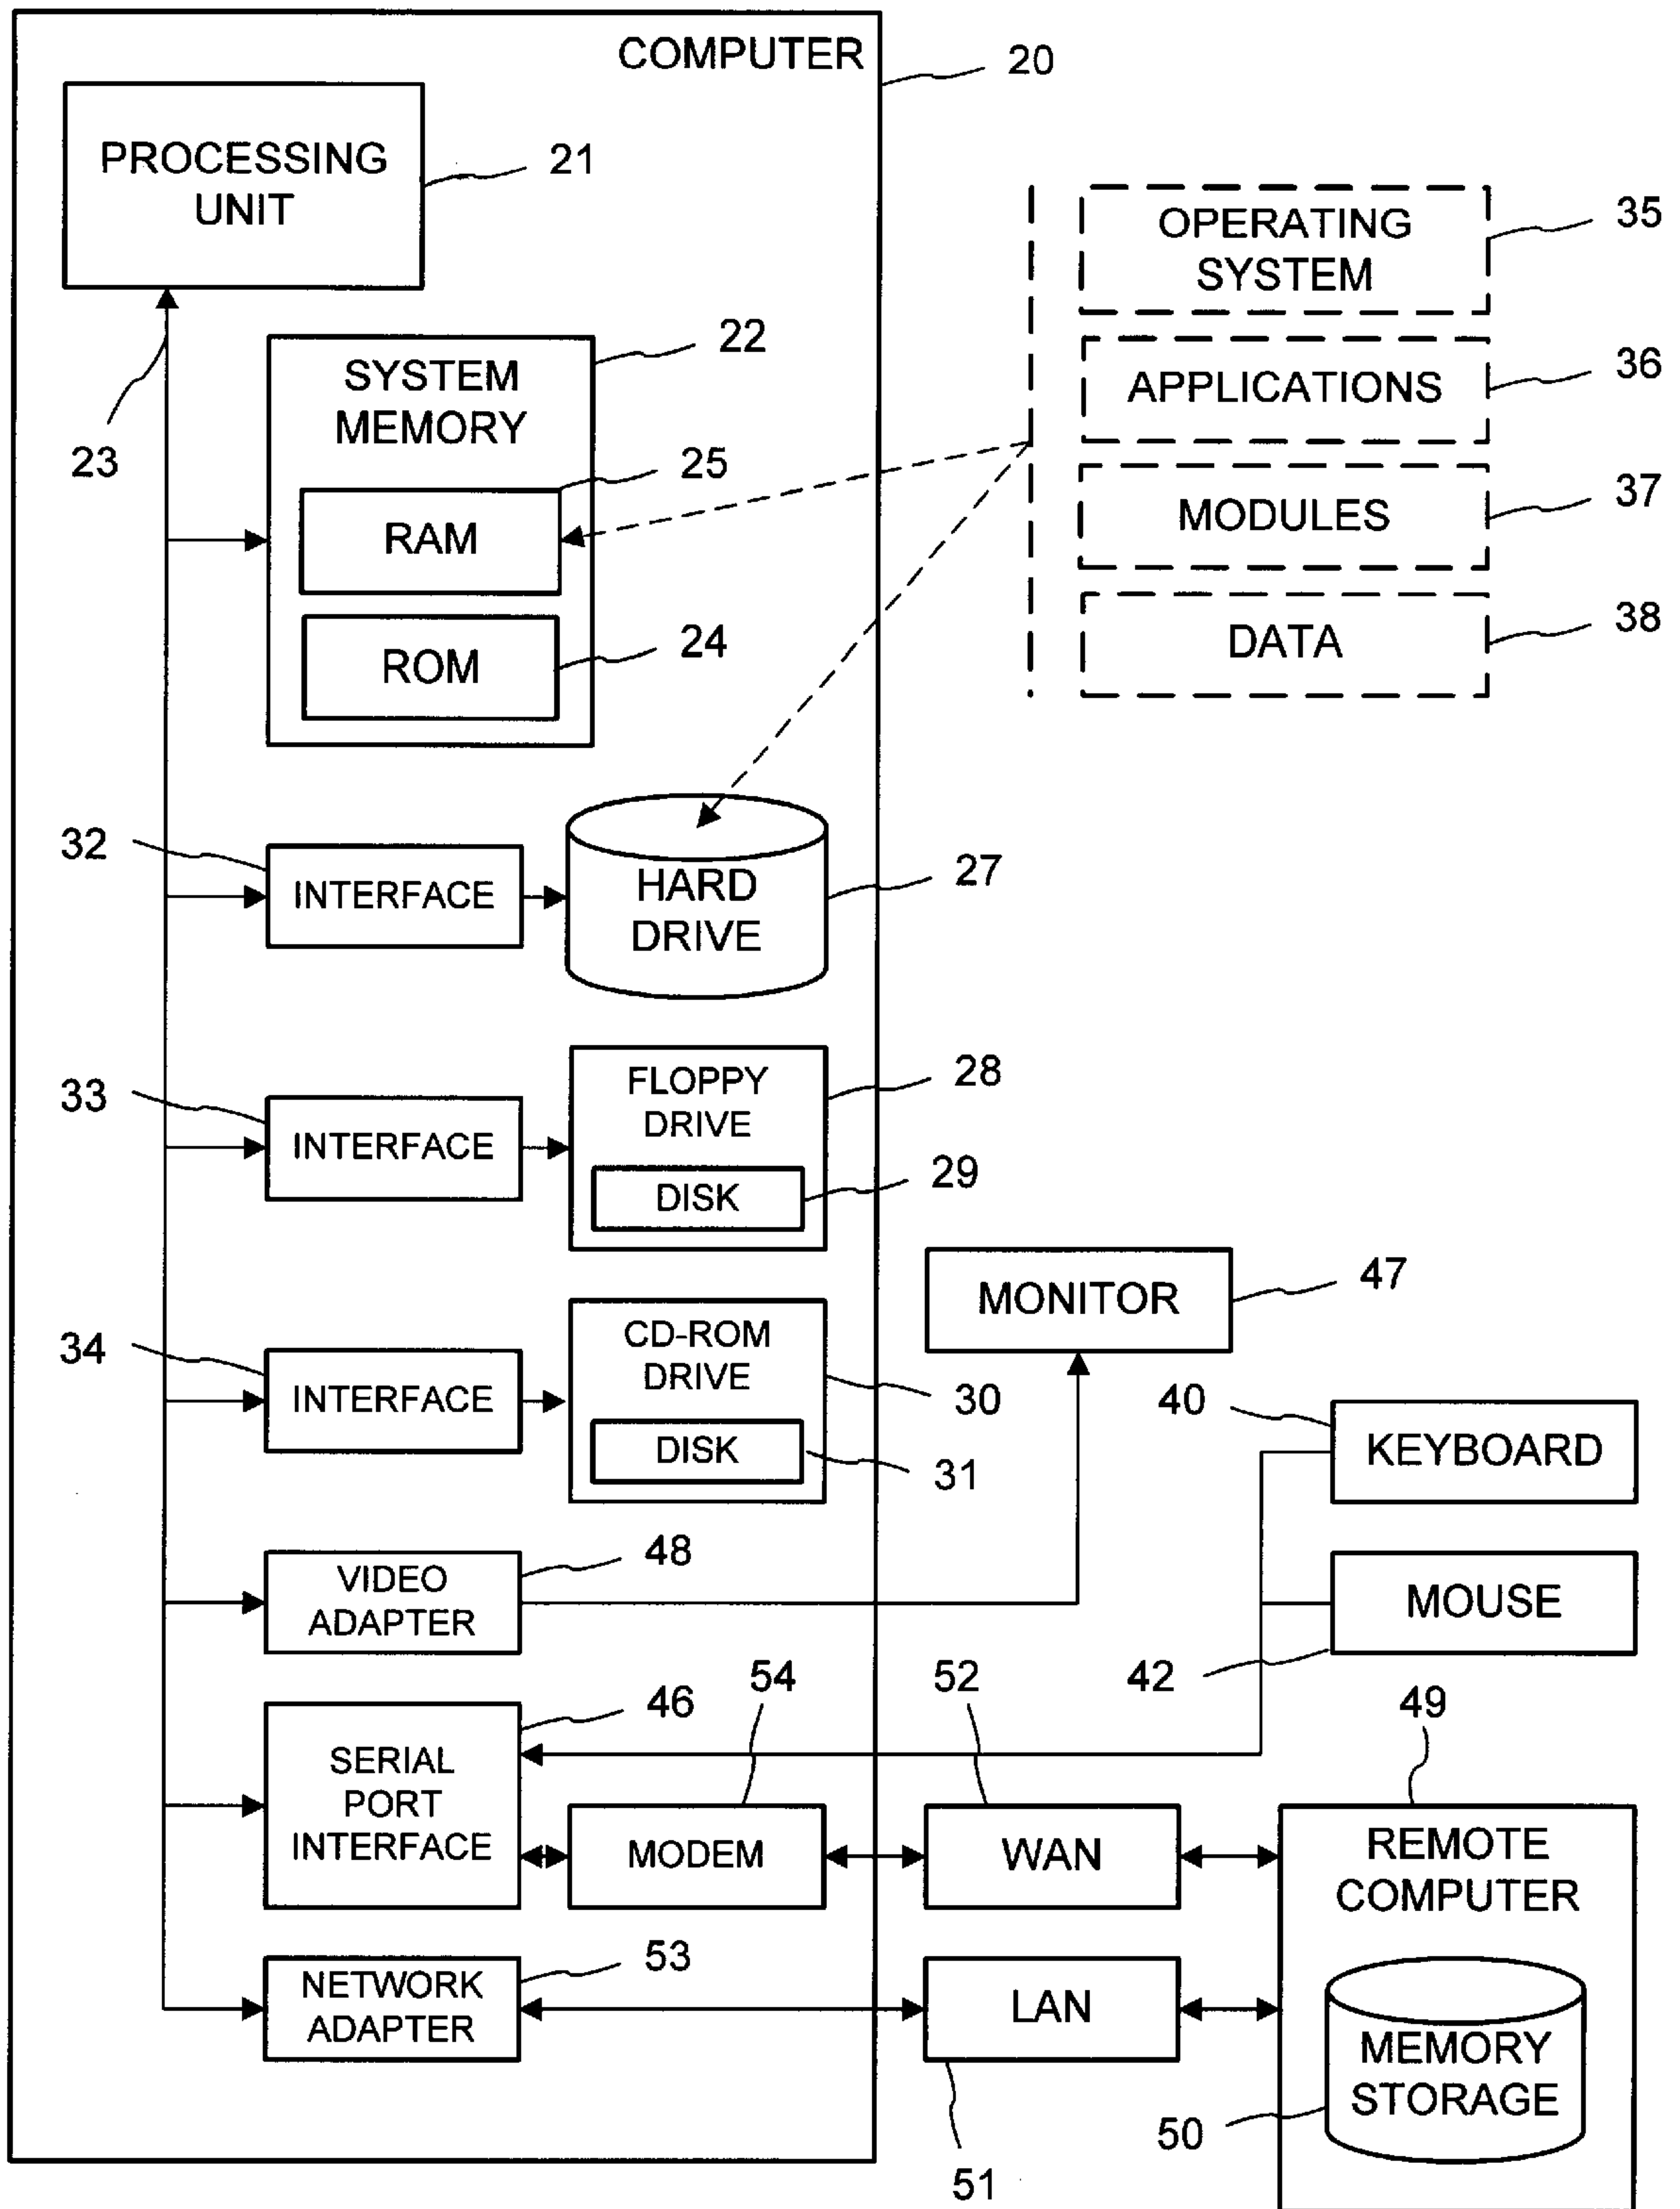 COMPUTER
20
PROCESSING
UNIT
21
23
SYSTEM
MEMORY
22
RAM
25
ROM
24
OPERATING
SYSTEM
35
APPLICATIONS
36
MODULES
37
DATA
38
32
INTERFACE
HARD
DRIVE
27
33
INTERFACE
FLOPPY
DRIVE
28
DISK
29
34
INTERFACE
CD-ROM
DRIVE
30
DISK
31
MONITOR
47
40
KEYBOARD
MOUSE
42
VIDEO
ADAPTER
48
46
SERIAL
PORT
INTERFACE
54
MODEM
52
WAN
49
REMOTE
COMPUTER
NETWORK
ADAPTER
53
LAN
51
MEMORY
STORAGE
50